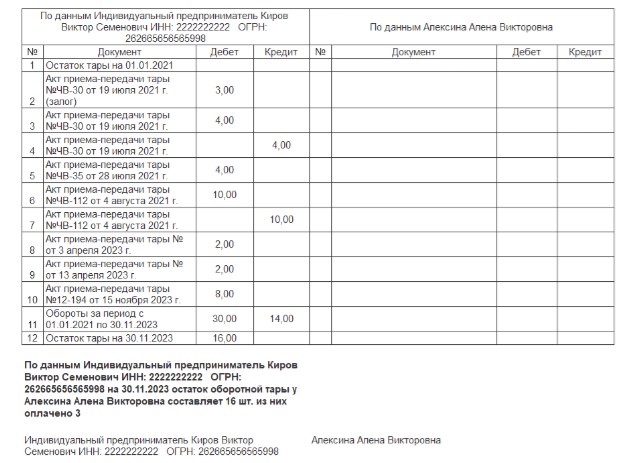 По данным Индивидуальный предприниматель Киров
Виктор Семенович ИНН: 2222222222 ОГРН:
262665656565998
По данным Алексина Алена Викторовна
№ Документ Дебет Кредит № Документ Дебет Кредит
1 Остаток тары на 01.01.2021
Акт приема-передачи тары
№ЧВ-30 от 19 июля 2021 г.
2 (залог) 3,00
Акт приема-передачи тары
3 №ЧВ-30 от 19 июля 2021 г. 4,00
Акт приема-передачи тары
4 №ЧВ-30 от 19 июля 2021 г. 4,00
Акт приема-передачи тары
5 №ЧВ-35 от 28 июля 2021 г. 4,00
Акт приема-передачи тары
6 №ЧВ-112 от 4 августа 2021 г. 10,00
Акт приема-передачи тары
7 №ЧВ-112 от 4 августа 2021 г. 10,00
Акт приема-передачи тары №
8 от 3 апреля 2023 г. 2,00
Акт приема-передачи тары №
9 от 13 апреля 2023 г. 2,00
Акт приема-передачи тары
10 №12-194 от 15 ноября 2023 г. 8,00
Обороты за период с
11 01.01.2021 по 30.11.2023 30,00 14,00
12 Остаток тары на 30.11.2023 16,00
По данным Индивидуальный предприниматель Киров
Виктор Семенович ИНН: 2222222222 ОГРН:
262665656565998 на 30.11.2023 остаток оборотной тары у
Алексина Алена Викторовна составляет 16 шт. из них
оплачено 3
Индивидуальный предприниматель Киров Виктор
Семенович ИНН: 2222222222 ОГРН: 262665656565998
Алексина Алена Викторовна